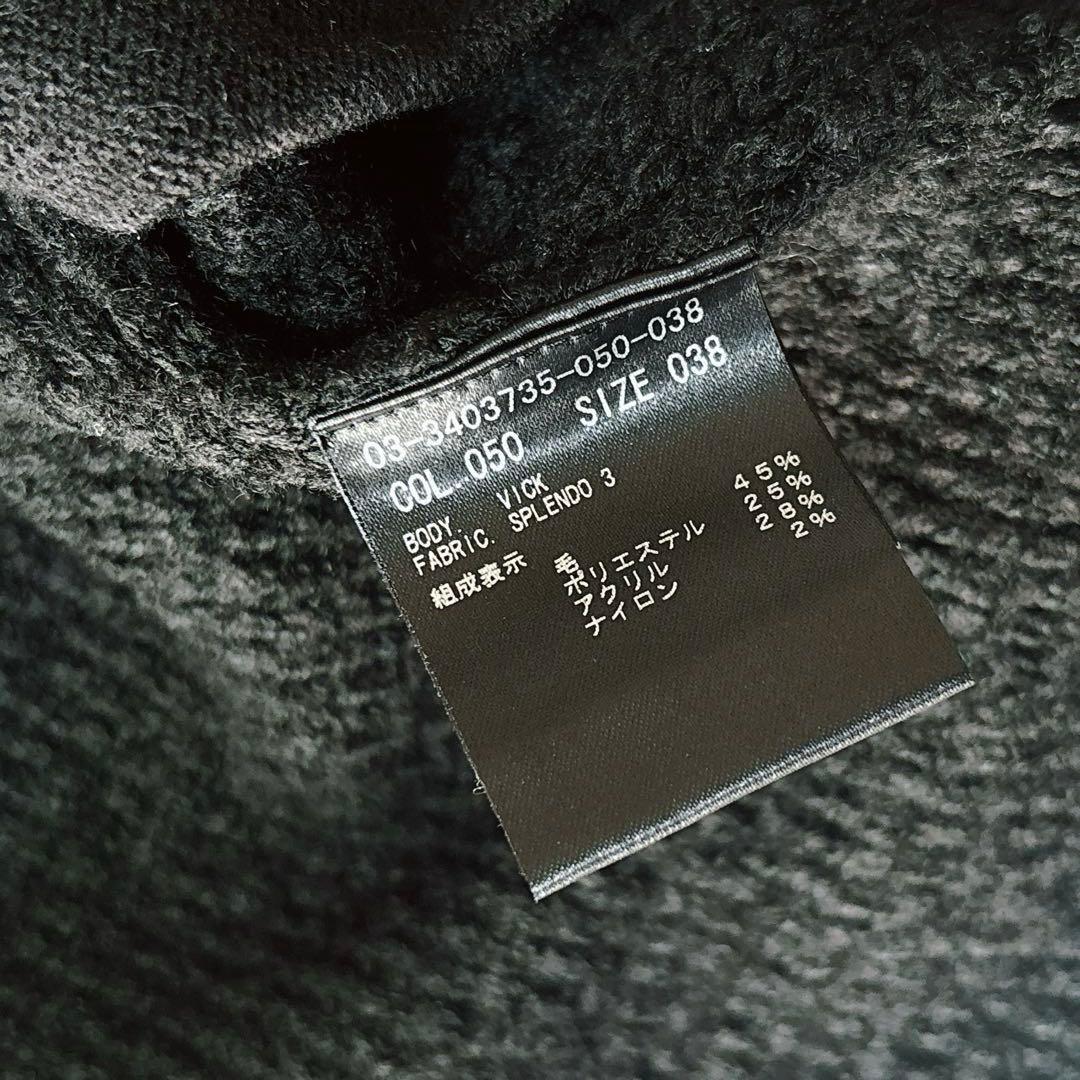 03-3403735-050-038
COL. 050 SIZE 038
BODY. VICK
FABRIC. SPLENDO 3
組成表示 毛 45%
ポリエステル 25%
アクリル 28%
ナイロン 2%